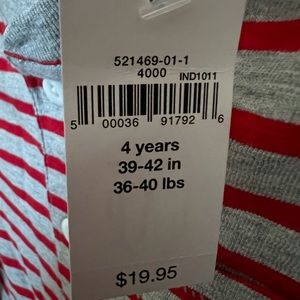 521469-01-1
4000 IND1011
5 00036 91792 6
4 years
39-42 in
36-40 lbs
$19.95